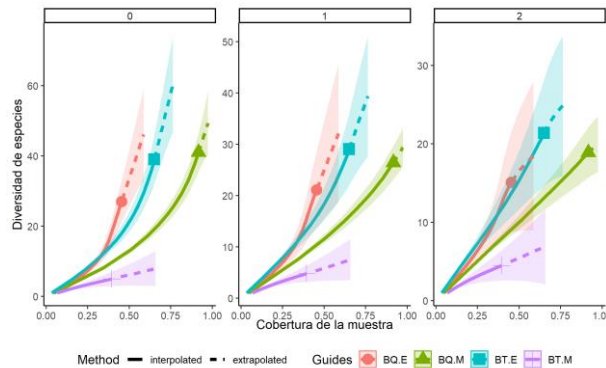 0
1
2
Diversidad de especies
60
40
20
0
50
40
30
20
10
0
30
20
10
0
0.00 0.25 0.50 0.75 1.00
0.00 0.25 0.50 0.75 1.00
0.00 0.25 0.50 0.75 1.00
Cobertura de la muestra
Method interpolated extrapolated Guides BQ.E BQ.M BT.E BT.M